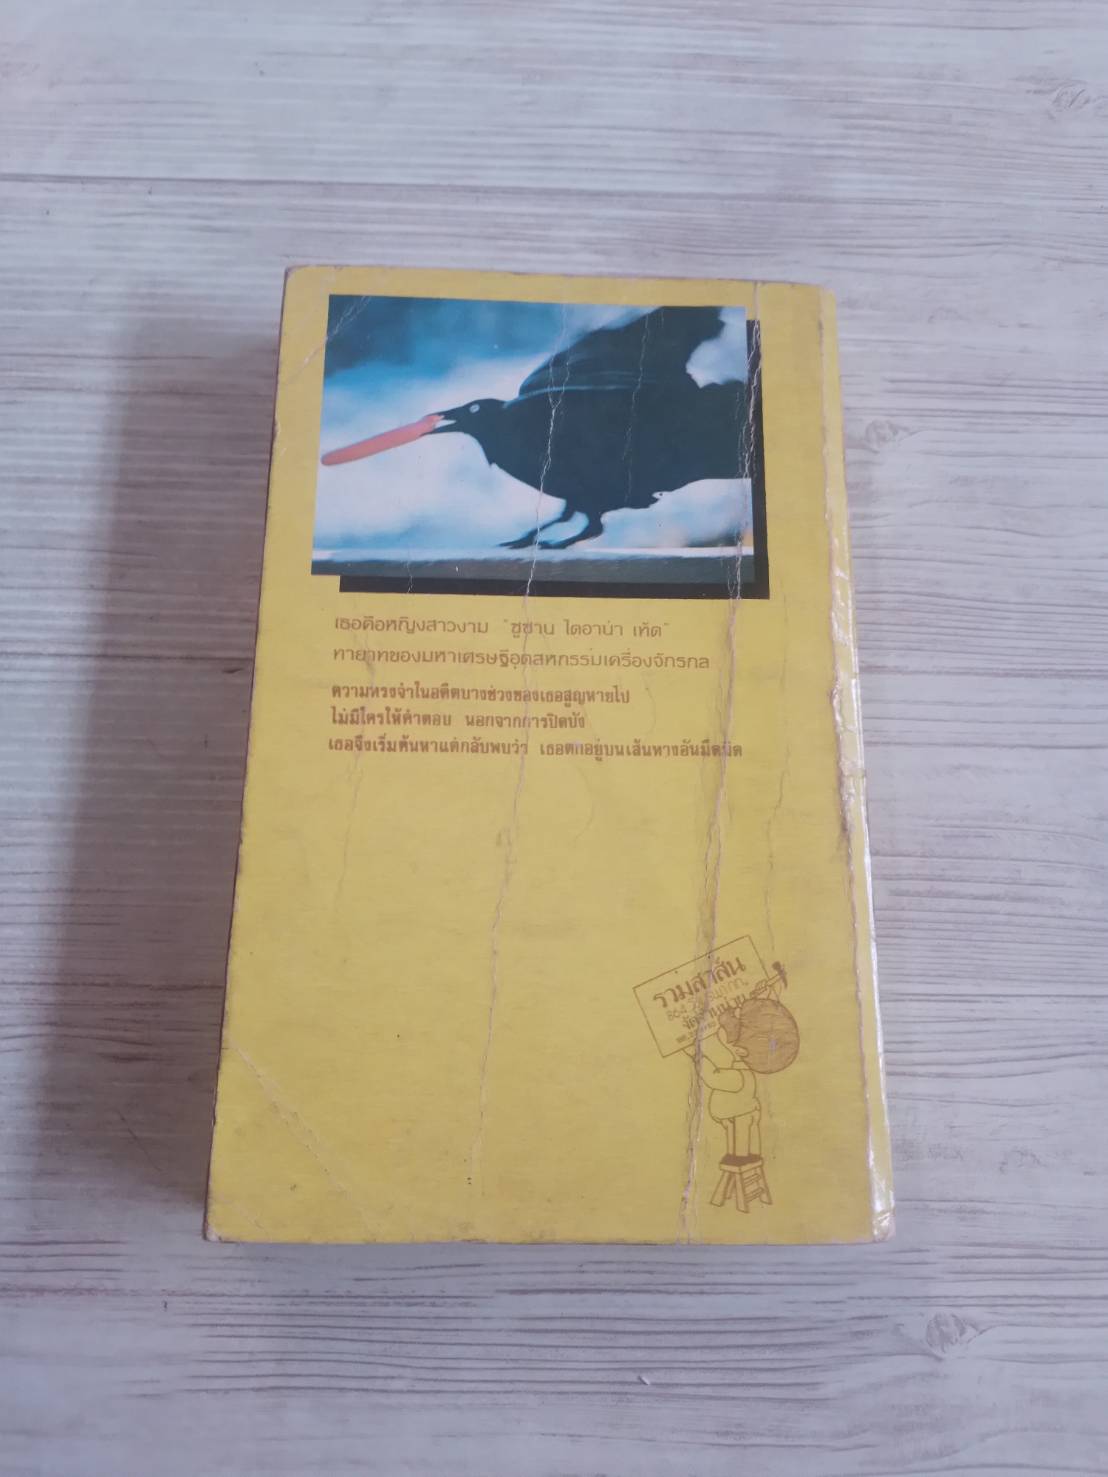 เธอคือหญิงสาวงาม "ซูซาน ไดอาน่า เท้ด"
ทายาทของมหาเศรษฐีอุตสหกรรมเครื่องจักรกล
ความทรงจำในอดีตบางช่วงของเธอสูญหายไป
ไม่มีใครให้คำตอบ นอกจากการปิดบัง
เธอจึงเริ่มค้นหาแต่กลับพบว่า เธอตกอยู่บนเส้นทางอันมืดมิด
รวมสาส์น
864
จัดจำหน่าย